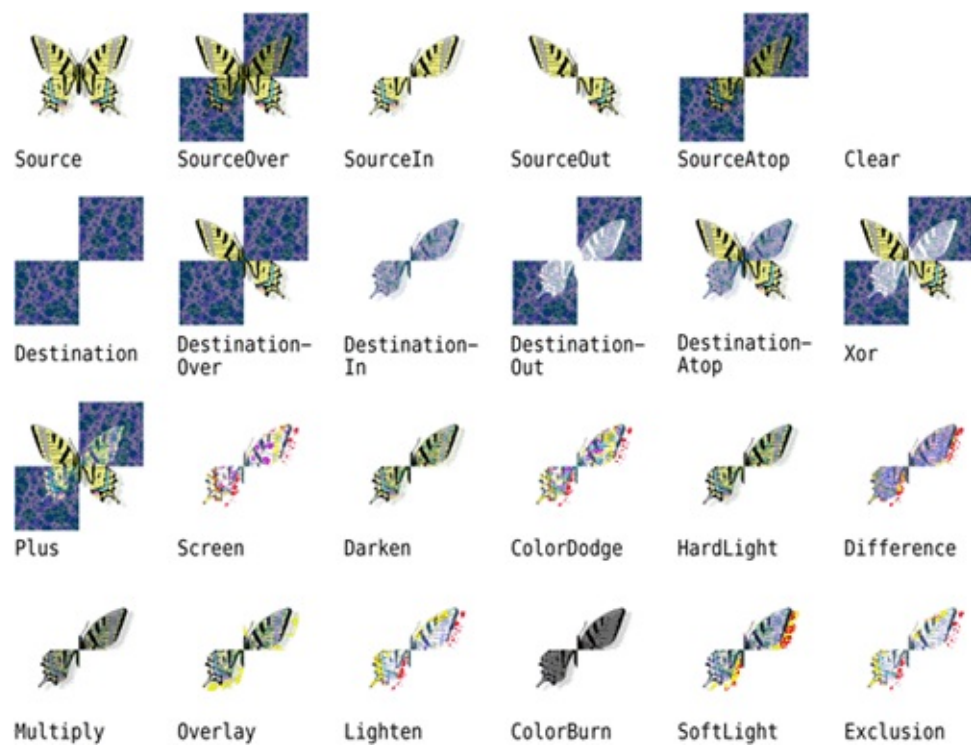 Source SourceOver SourceIn SourceOut SourceAtop Clear
Destination Destination-
Over Destination-
In Destination-
Out Destination-
Atop Xor
Plus Screen Darken ColorDodge HardLight Difference
Multiply Overlay Lighten ColorBurn SoftLight Exclusion